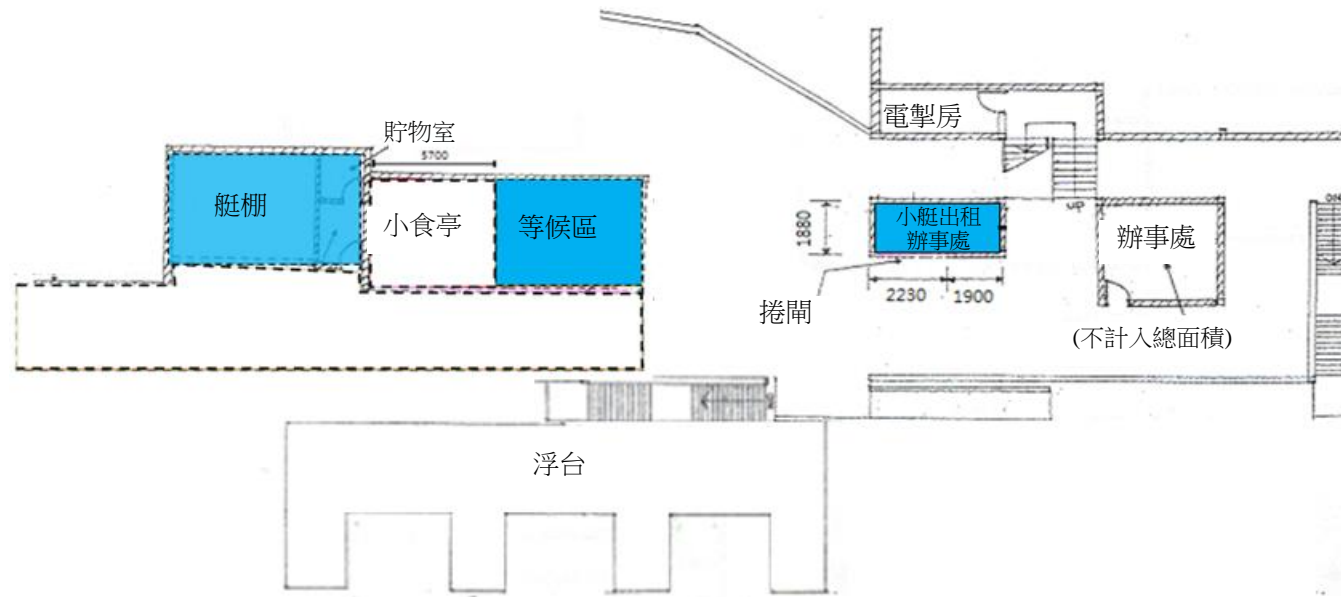 電掣房
貯物室
5700
艇棚
小食亭
等候區
1880
小艇出租
辦事處
UP
辦事處
捲閘
2230
1900
(不計入總面積)
浮台